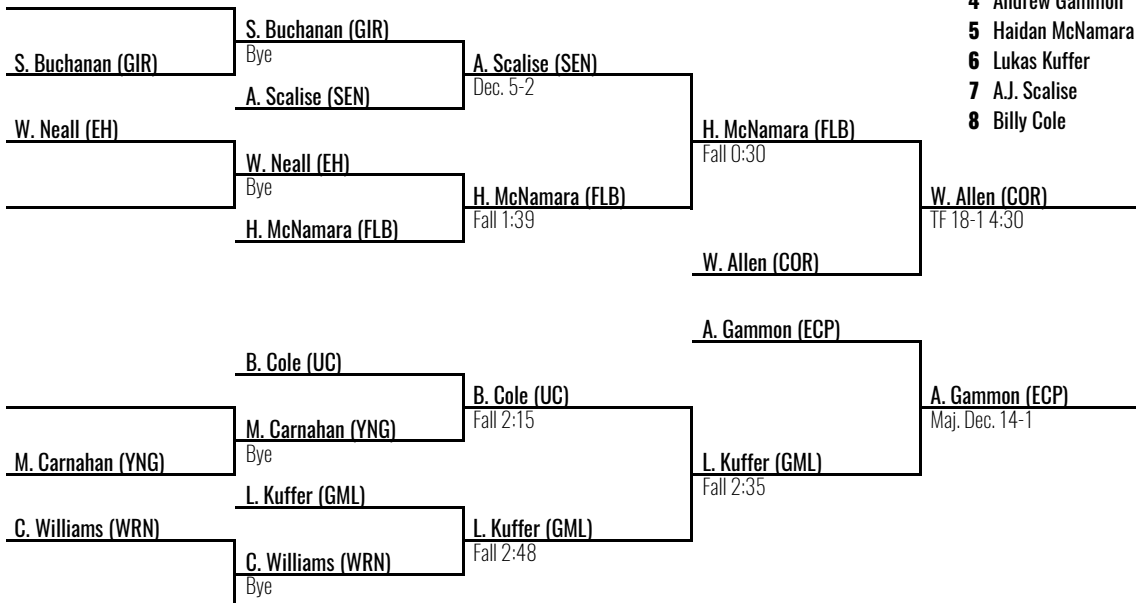 4 Andrew Gammon
5 Haidan McNamara
6 Lukas Kuffer
7 A.J. Scalise
8 Billy Cole
S. Buchanan (GIR)
W. Neall (EH)
M. Carnahan (YNG)
C. Williams (WRN)
S. Buchanan (GIR)
Bye
A. Scalise (SEN)
W. Neall (EH)
Bye
H. McNamara (FLB)
B. Cole (UC)
M. Carnahan (YNG)
Bye
L. Kuffer (GML)
C. Williams (WRN)
Bye
A. Scalise (SEN)
Dec. 5-2
H. McNamara (FLB)
Fall 1:39
B. Cole (UC)
Fall 2:15
L. Kuffer (GML)
Fall 2:48
H. McNamara (FLB)
Fall 0:30
W. Allen (COR)
A. Gammon (ECP)
L. Kuffer (GML)
Fall 2:35
W. Allen (COR)
TF 18-1 4:30
A. Gammon (ECP)
Maj. Dec. 14-1